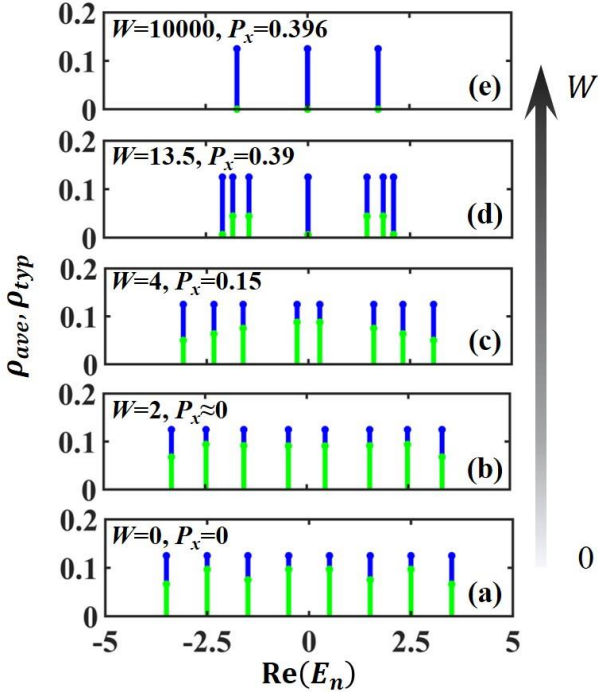 0.2
W=10000, Pₓ=0.396
0.1
(e)
0
W
0.2
W=13.5, Pₓ=0.39
0.1
(d)
0
0.2
W=4, Pₓ=0.15
0.1
(c)
0
ρave, ρtyp
0.2
W=2, Pₓ≈0
0.1
(b)
0
0.2
W=0, Pₓ=0
0.1
(a)
0
0
-5 -2.5 0 2.5 5
Re(Eₙ)